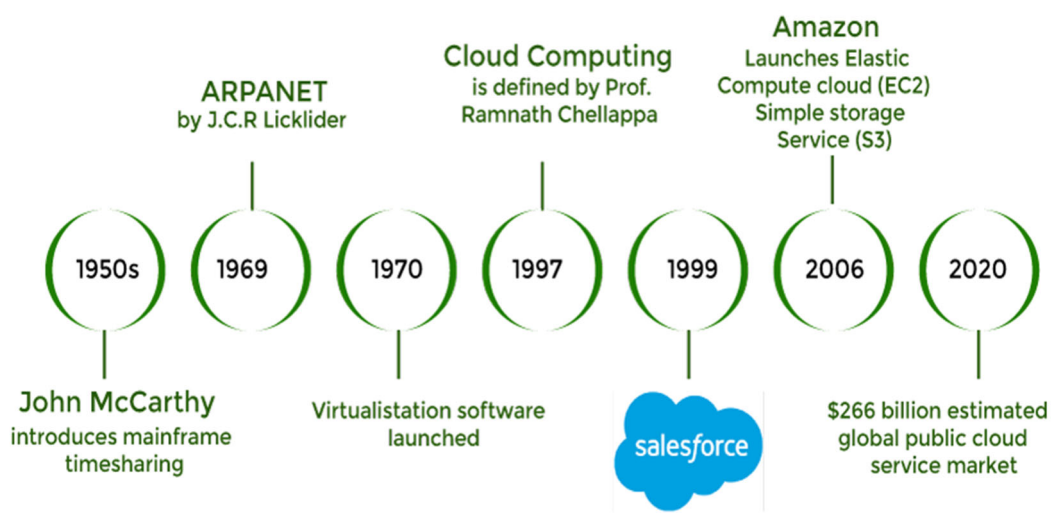 ARPANET
by J.C.R Licklider
Cloud Computing
is defined by Prof.
Ramnath Chellappa
Amazon
Launches Elastic
Compute cloud (EC2)
Simple storage
Service (S3)
1950s
1969
1970
1997
1999
2006
2020
John McCarthy
introduces mainframe
timesharing
Virtualistation software
launched
salesforce
$266 billion estimated
global public cloud
service market